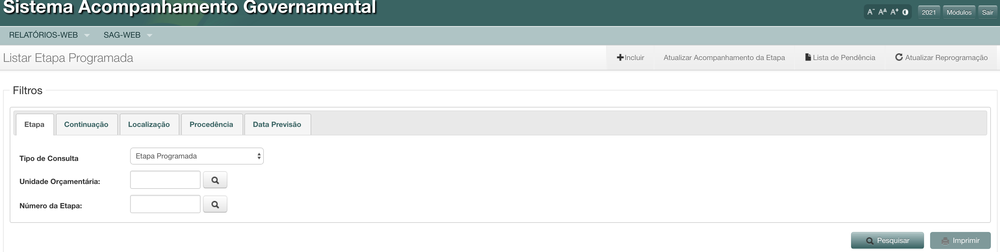 Sistema Acompanhamento Governamental
A- AA A+ 2021 Módulos Sair
RELATÓRIOS-WEB SAG-WEB
Listar Etapa Programada
Incluir Atualizar Acompanhamento da Etapa Lista de Pendência Atualizar Reprogramação
Filtros
Etapa Continuação Localização Procedência Data Previsão
Tipo de Consulta Etapa Programada
Unidade Orçamentária:
Número da Etapa:
Pesquisar Imprimir